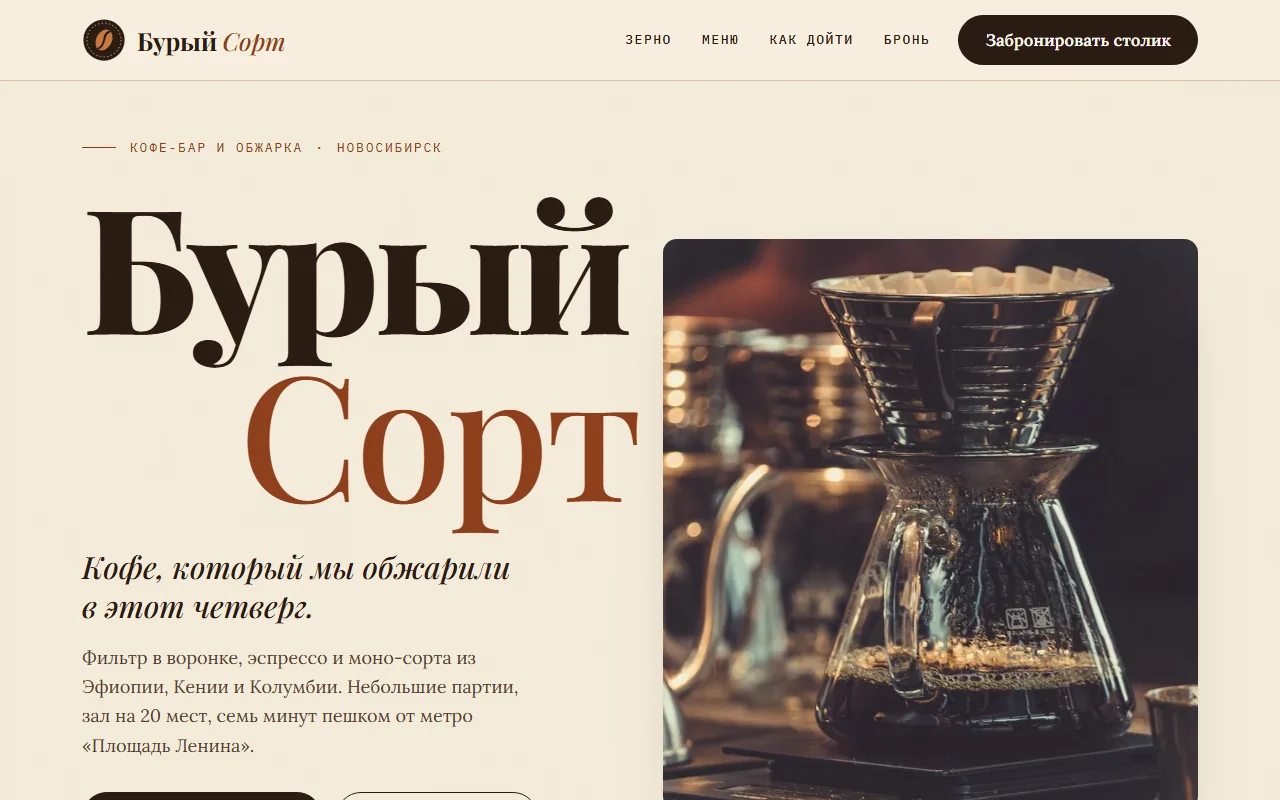 Бурый Сорт
ЗЕРНО
МЕНЮ
КАК ДОЙТИ
БРОНЬ
Забронировать столик
КОФЕ-БАР И ОБЖАРКА · НОВОСИБИРСК
Бурый
Сорт
Кофе, который мы обжарили
в этот четверг.
Фильтр в воронке, эспрессо и моно-сорта из
Эфиопии, Кении и Колумбии. Небольшие партии,
зал на 20 мест, семь минут пешком от метро
«Площадь Ленина».